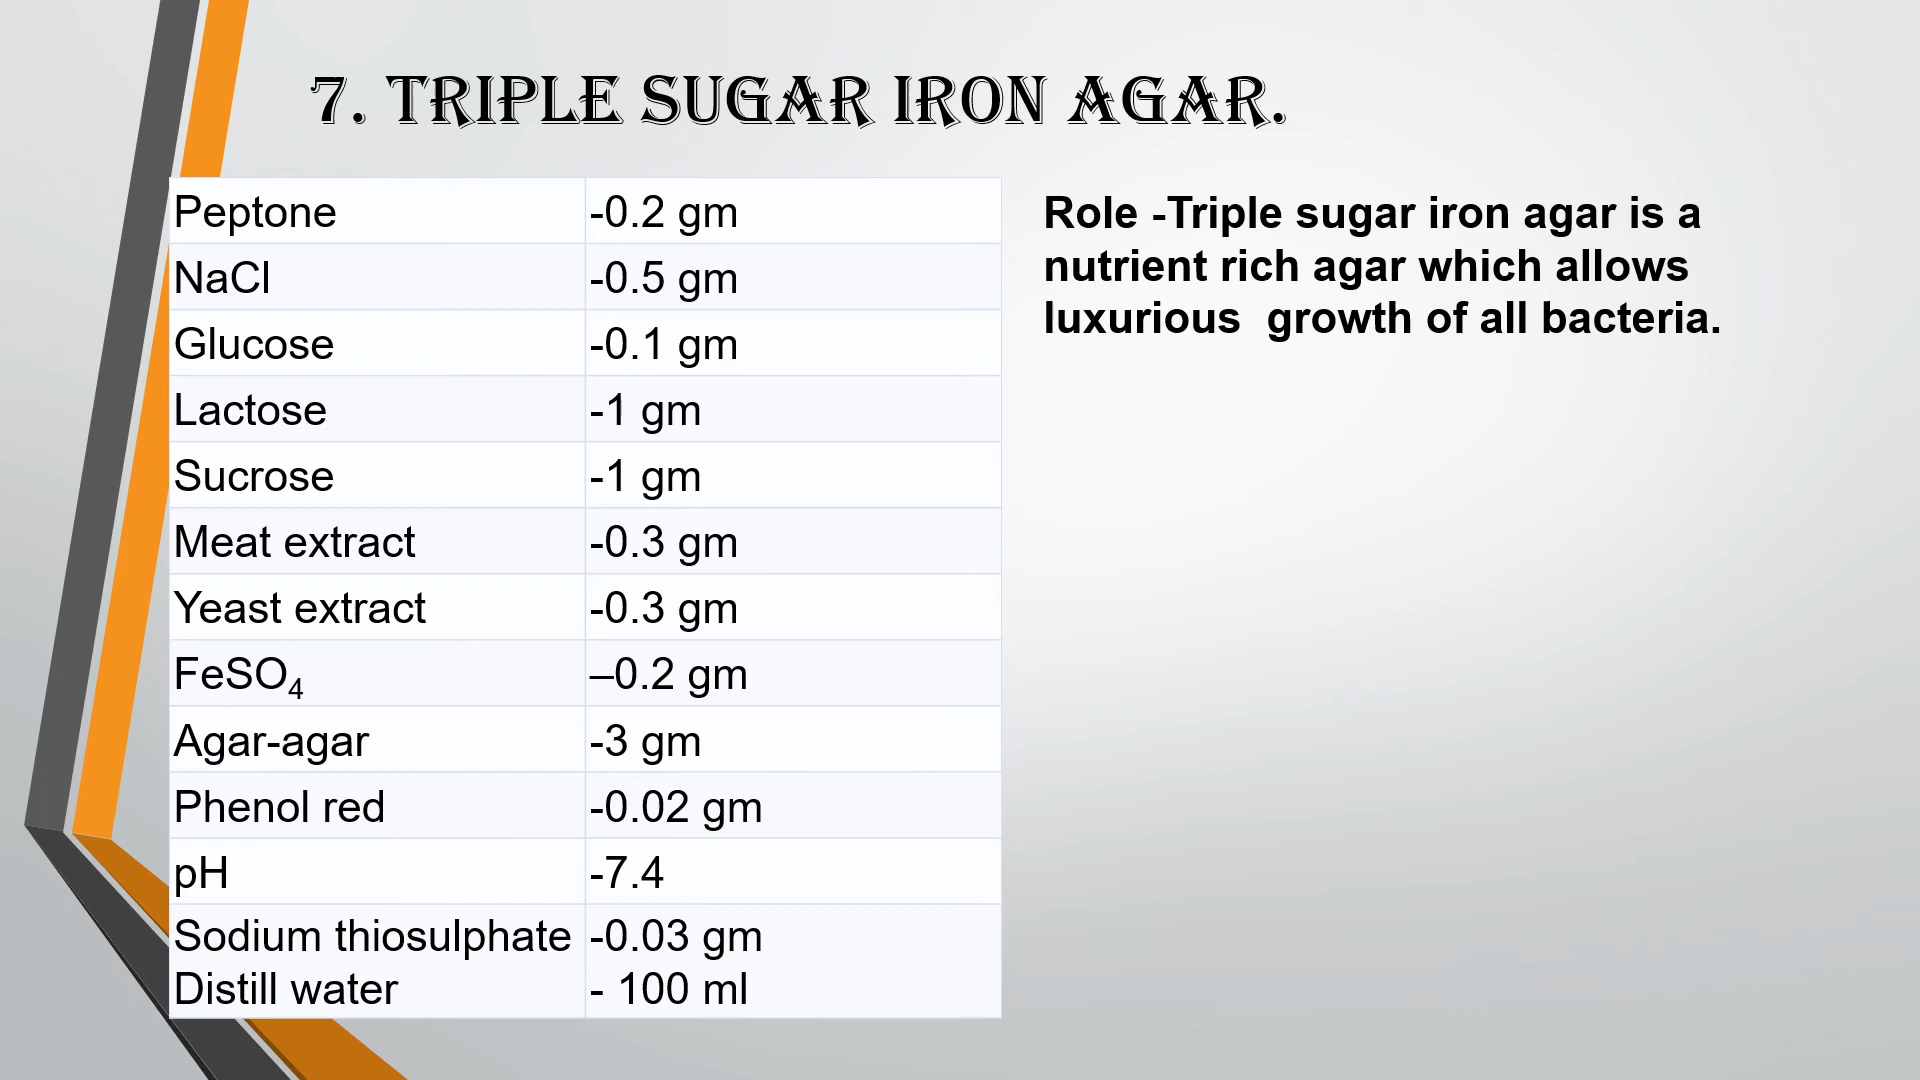 7. TRIPLE SUGAR IRON AGAR.
Peptone -0.2 gm
NaCl -0.5 gm
Glucose -0.1 gm
Lactose -1 gm
Sucrose -1 gm
Meat extract -0.3 gm
Yeast extract -0.3 gm
FeSO₄ –0.2 gm
Agar-agar -3 gm
Phenol red -0.02 gm
pH -7.4
Sodium thiosulphate -0.03 gm
Distill water - 100 ml
Role -Triple sugar iron agar is a
nutrient rich agar which allows
luxurious  growth of all bacteria.